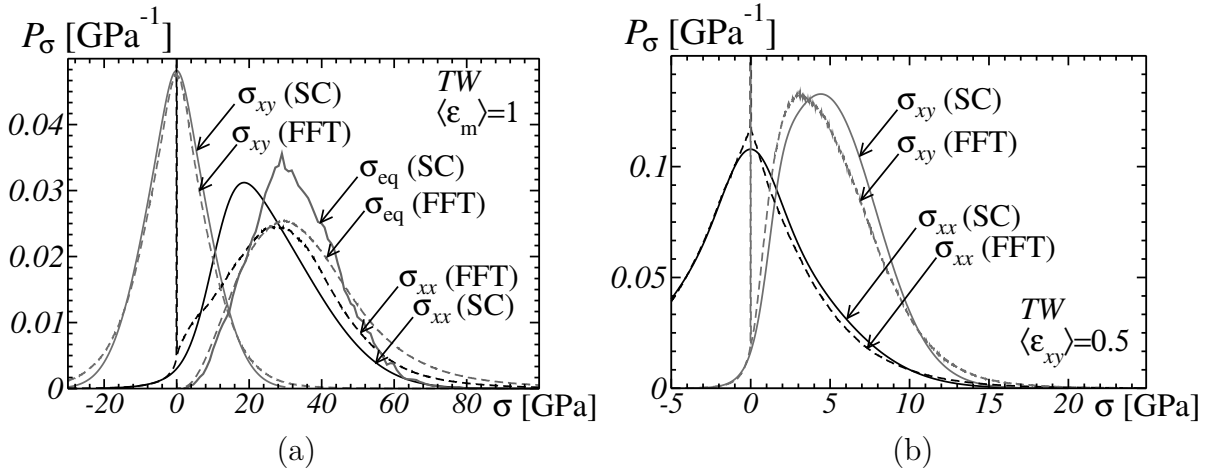 P_σ [GPa⁻¹]
TW
⟨ε_m⟩=1
σ_xy (SC)
σ_xy (FFT)
σ_eq (SC)
σ_eq (FFT)
σ_xx (FFT)
σ_xx (SC)
0.04
0.03
0.02
0.01
0
-20 0 20 40 60 80 σ [GPa]
(a)
P_σ [GPa⁻¹]
σ_xy (SC)
σ_xy (FFT)
σ_xx (SC)
σ_xx (FFT)
TW
⟨ε_xy⟩=0.5
0.1
0.05
0
-5 0 5 10 15 20 σ [GPa]
(b)